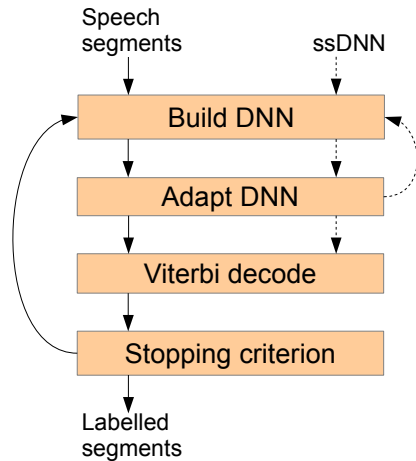 Speech
segments
ssDNN
Build DNN
Adapt DNN
Viterbi decode
Stopping criterion
Labelled
segments